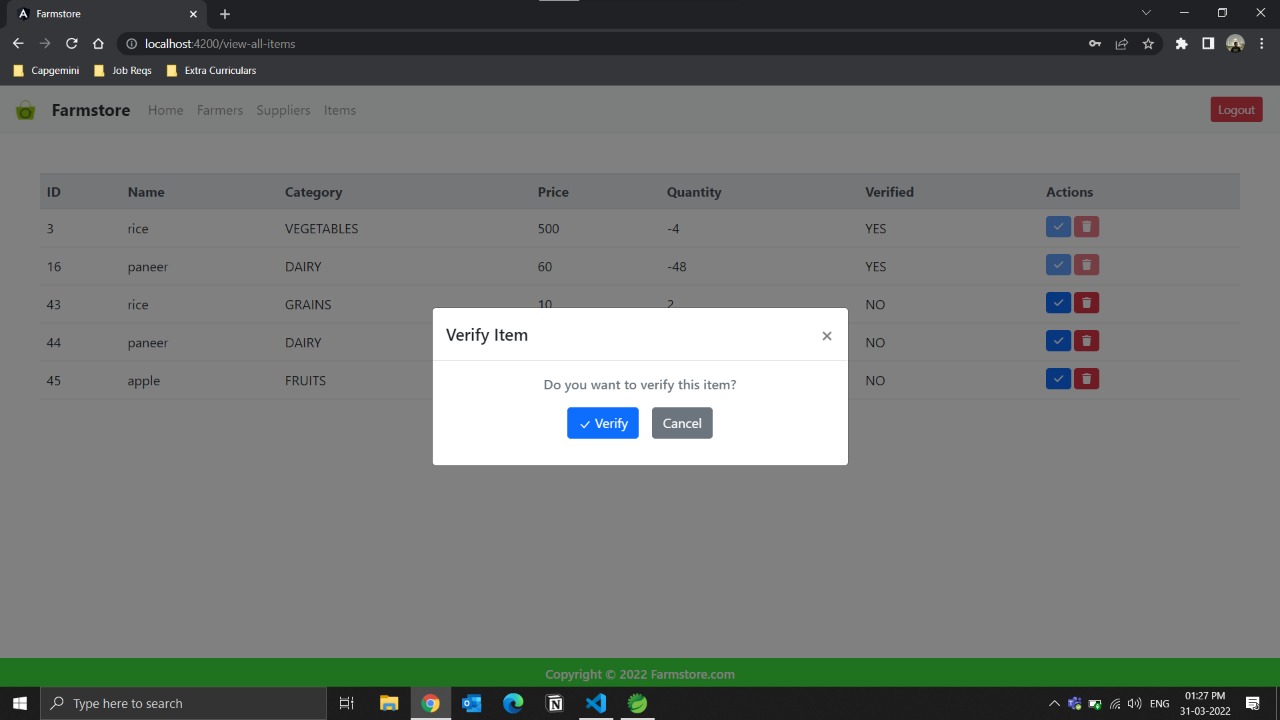 Farmstore
localhost:4200/view-all-items
Capgemini Job Reqs Extra Curriculars
Farmstore Home Farmers Suppliers Items Logout
ID Name Category Price Quantity Verified Actions
3 rice VEGETABLES 500 -4 YES
16 paneer DAIRY 60 -48 YES
43 rice GRAINS 10 2 NO
44 paneer DAIRY NO
45 apple FRUITS NO
Verify Item ×
Do you want to verify this item?
Verify Cancel
Copyright © 2022 Farmstore.com
Type here to search
ENG
01:27 PM
31-03-2022